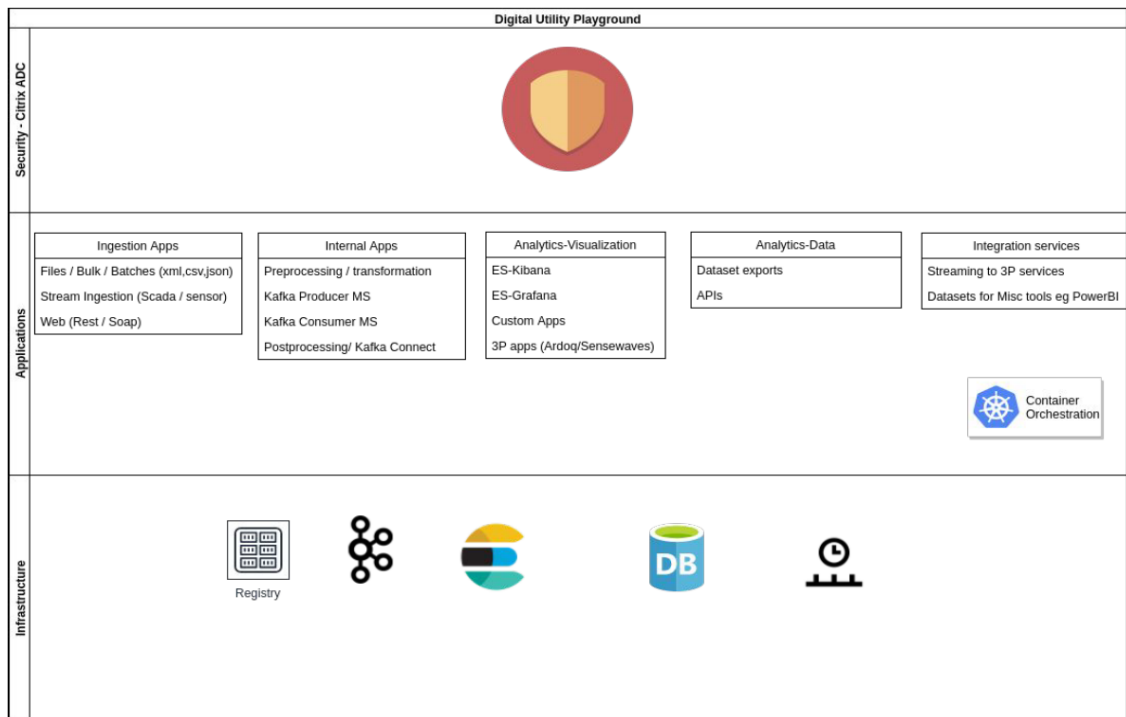 Digital Utility Playground
Security - Citrix ADC
Applications
Ingestion Apps
Files / Bulk / Batches (xml,csv,json)
Stream Ingestion (Scada / sensor)
Web (Rest / Soap)
Internal Apps
Preprocessing / transformation
Kafka Producer MS
Kafka Consumer MS
Postprocessing/ Kafka Connect
Analytics-Visualization
ES-Kibana
ES-Grafana
Custom Apps
3P apps (Ardoq/Sensewaves)
Analytics-Data
Dataset exports
APIs
Integration services
Streaming to 3P services
Datasets for Misc tools eg PowerBI
Container
Orchestration
Infrastructure
Registry
DB